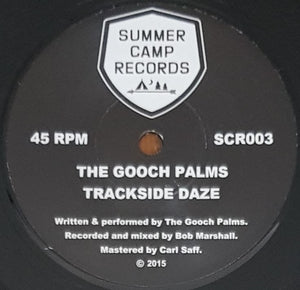 SUMMER
CAMP
RECORDS
45 RPM SCR003
THE GOOCH PALMS
TRACKSIDE DAZE
Written & performed by The Gooch Palms.
Recorded and mixed by Bob Marshall.
Mastered by Carl Saff.
© 2015